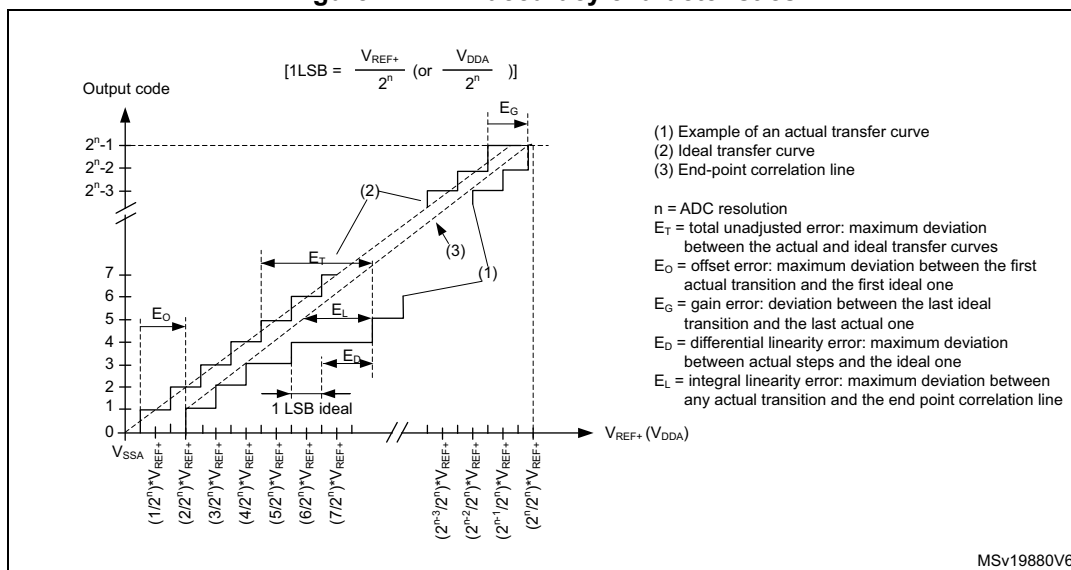 [1LSB = V_REF+ / 2^n (or V_DDA / 2^n )]
Output code
E_G
2^n-1
2^n-2
2^n-3
7
6
5
4
3
2
1
0
(2)
(3)
(1)
E_T
E_O
E_L
E_D
1 LSB ideal
V_SSA
(1/2^n)*V_REF+
(2/2^n)*V_REF+
(3/2^n)*V_REF+
(4/2^n)*V_REF+
(5/2^n)*V_REF+
(6/2^n)*V_REF+
(7/2^n)*V_REF+
(2^n-3/2^n)*V_REF+
(2^n-2/2^n)*V_REF+
(2^n-1/2^n)*V_REF+
(2^n/2^n)*V_REF+
V_REF+ (V_DDA)
(1) Example of an actual transfer curve
(2) Ideal transfer curve
(3) End-point correlation line
n = ADC resolution
E_T = total unadjusted error: maximum deviation
between the actual and ideal transfer curves
E_O = offset error: maximum deviation between the first
actual transition and the first ideal one
E_G = gain error: deviation between the last ideal
transition and the last actual one
E_D = differential linearity error: maximum deviation
between actual steps and the ideal one
E_L = integral linearity error: maximum deviation between
any actual transition and the end point correlation line
MSv19880V6